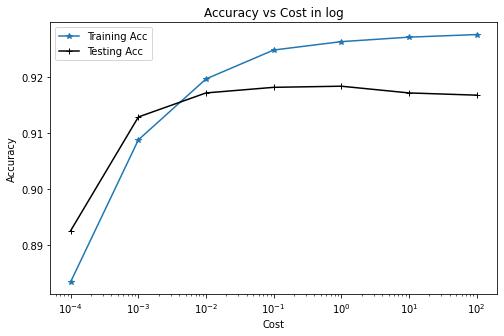 Accuracy vs Cost in log
Training Acc
Testing Acc
Accuracy
0.92
0.91
0.90
0.89
10⁻⁴ 10⁻³ 10⁻² 10⁻¹ 10⁰ 10¹ 10²
Cost